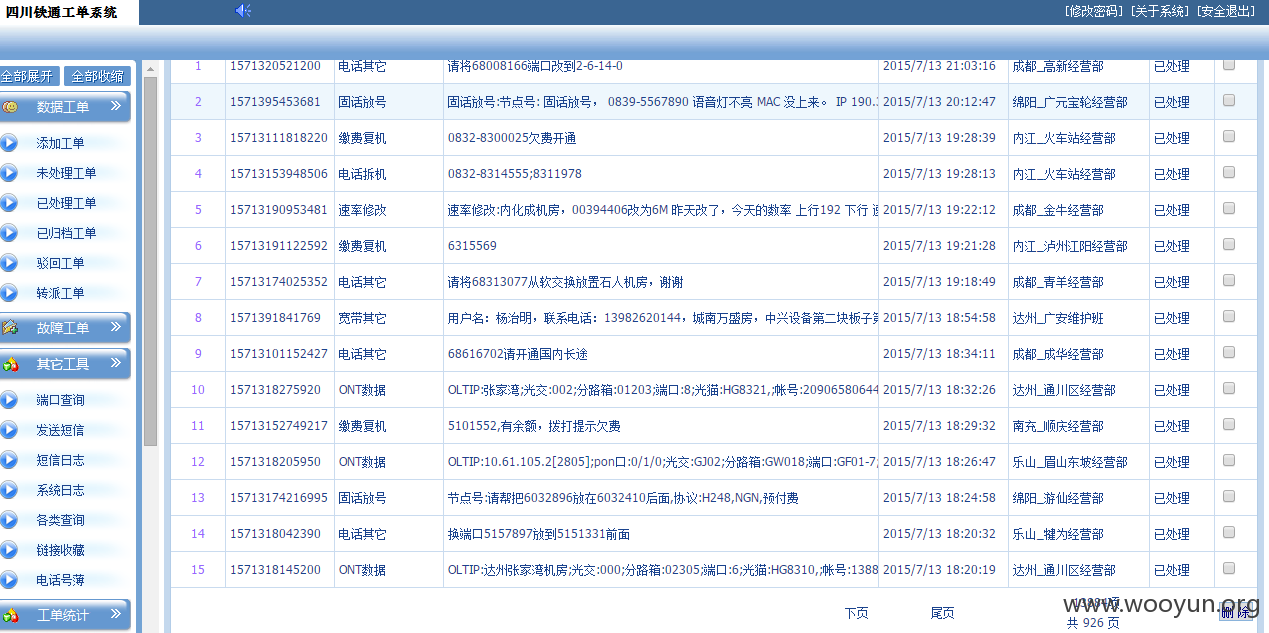 四川铁通工单系统 [修改密码] [关于系统] [安全退出]
全部展开 全部收缩
数据工单
添加工单
未处理工单
已处理工单
已归档工单
驳回工单
转派工单
故障工单
其它工具
端口查询
发送短信
短信日志
系统日志
各类查询
链接收藏
电话号薄
工单统计
1 1571320521200 电话其它 请将68008166端口改到2-6-14-0 2015/7/13 21:03:16 成都_高新经营部 已处理
2 1571395453681 固话放号 固话放号:节点号: 固话放号， 0839-5567890 语音灯不亮 MAC 没上来。 IP 190. 2015/7/13 20:12:47 绵阳_广元宝轮经营部 已处理
3 15713111818220 缴费复机 0832-8300025欠费开通 2015/7/13 19:28:39 内江_火车站经营部 已处理
4 15713153948506 电话拆机 0832-8314555;8311978 2015/7/13 19:28:13 内江_火车站经营部 已处理
5 15713190953481 速率修改 速率修改:内化成机房，00394406改为6M 昨天改了，今天的数率 上行192 下行 2015/7/13 19:22:12 成都_金牛经营部 已处理
6 15713191122592 缴费复机 6315569 2015/7/13 19:21:28 内江_泸州江阳经营部 已处理
7 15713174025352 电话其它 请将68313077从软交换放置石人机房，谢谢 2015/7/13 19:18:49 成都_青羊经营部 已处理
8 1571391841769 宽带其它 用户名：杨治明，联系电话：13982620144，城南万盛房，中兴设备第二块板子 2015/7/13 18:54:58 达州_广安维护班 已处理
9 15713101152427 电话其它 68616702请开通国内长途 2015/7/13 18:34:11 成都_成华经营部 已处理
10 1571318275920 ONT数据 OLTIP:张家湾;光交:002;分路箱:01203;端口:8;光猫:HG8321,;帐号:20906580644 2015/7/13 18:32:26 达州_通川区经营部 已处理
11 15713152749217 缴费复机 5101552,有余额，拨打提示欠费 2015/7/13 18:29:32 南充_顺庆经营部 已处理
12 1571318205950 ONT数据 OLTIP:10.61.105.2[2805];pon口:0/1/0;光交:GJ02;分路箱:GW018;端口:GF01-7; 2015/7/13 18:26:47 乐山_眉山东坡经营部 已处理
13 15713174216995 固话放号 节点号:请帮把6032896放在6032410后面,协议:H248,NGN,预付费 2015/7/13 18:24:58 绵阳_游仙经营部 已处理
14 1571318042390 电话其它 换端口5157897放到5151331前面 2015/7/13 18:20:32 乐山_犍为经营部 已处理
15 1571318145200 ONT数据 OLTIP:达州张家湾机房;光交:000;分路箱:02305;端口:6;光猫:HG8310,;帐号:1388 2015/7/13 18:20:19 达州_通川区经营部 已处理
下页 尾页
共 926 页
删 除
www.wooyun.org